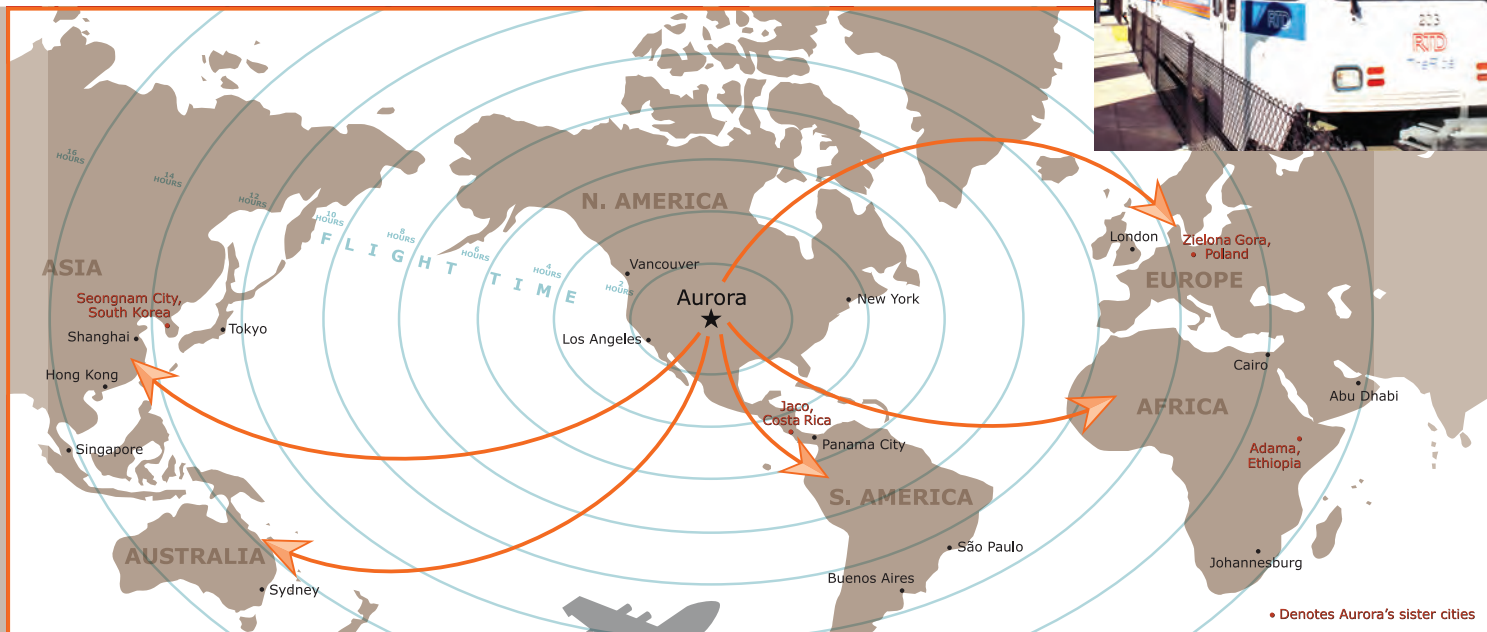 RTD
203
RTD
The Ride
N. AMERICA
16
HOURS
14
HOURS
12
HOURS
10
HOURS
8
HOURS
6
HOURS
4
HOURS
2
HOURS
FLIGHT TIME
London
Zielona Gora,
Poland
EUROPE
ASIA
Vancouver
Aurora
New York
Seongnam City,
South Korea
Shanghai
Tokyo
Los Angeles
Hong Kong
Cairo
Abu Dhabi
AFRICA
Jaco,
Costa Rica
Panama City
Singapore
Adama,
Ethiopia
S. AMERICA
AUSTRALIA
São Paulo
Johannesburg
Sydney
Buenos Aires
• Denotes Aurora's sister cities